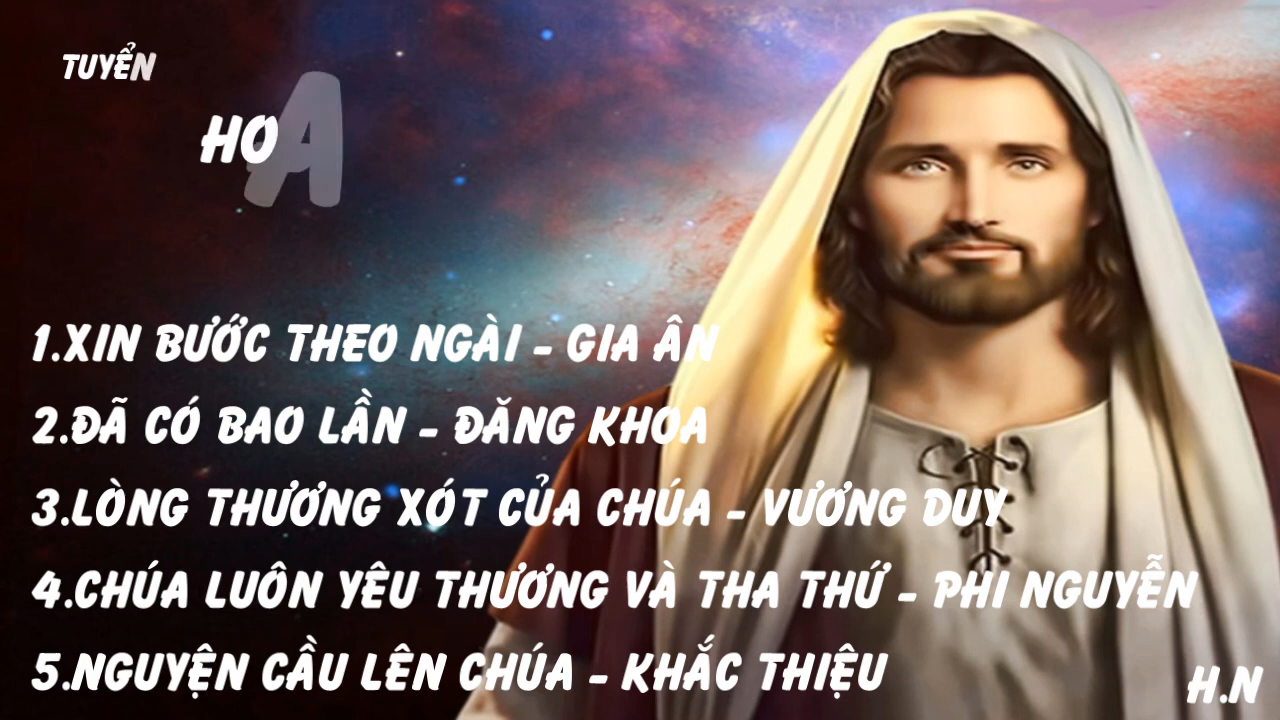 TUYỂN
HOA
1.XIN BƯỚC THEO NGÀI - GIA ÂN
2.ĐÃ CÓ BAO LẦN - ĐĂNG KHOA
3.LÒNG THƯƠNG XÓT CỦA CHÚA - VƯƠNG DUY
4.CHÚA LUÔN YÊU THƯƠNG VÀ THA THỨ - PHI NGUYỄN
5.NGUYỆN CẦU LÊN CHÚA - KHẮC THIỆU
H.N